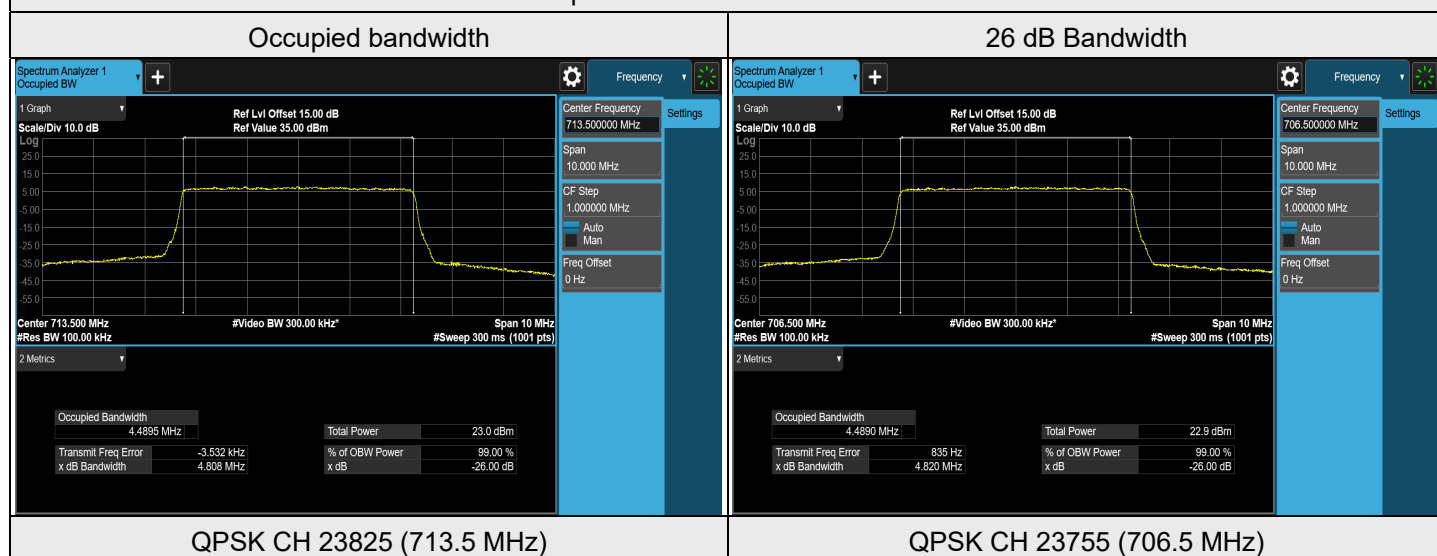 Occupied bandwidth
26 dB Bandwidth
Spectrum Analyzer 1
Occupied BW
+
Frequency
1 Graph
Ref Lvl Offset 15.00 dB
Scale/Div 10.0 dB
Ref Value 35.00 dBm
Log
25.0
15.0
5.00
-5.00
-15.0
-25.0
-35.0
-45.0
-55.0
Center 713.500 MHz
#Video BW 300.00 kHz*
Span 10 MHz
#Res BW 100.00 kHz
#Sweep 300 ms (1001 pts)
Center Frequency
713.500000 MHz
Settings
Span
10.000 MHz
CF Step
1.000000 MHz
Auto
Man
Freq Offset
0 Hz
2 Metrics
Occupied Bandwidth
4.4895 MHz
Total Power 23.0 dBm
Transmit Freq Error -3.532 kHz
% of OBW Power 99.00 %
x dB Bandwidth 4.808 MHz
x dB -26.00 dB
Spectrum Analyzer 1
Occupied BW
+
Frequency
1 Graph
Ref Lvl Offset 15.00 dB
Scale/Div 10.0 dB
Ref Value 35.00 dBm
Log
25.0
15.0
5.00
-5.00
-15.0
-25.0
-35.0
-45.0
-55.0
Center 706.500 MHz
#Video BW 300.00 kHz*
Span 10 MHz
#Res BW 100.00 kHz
#Sweep 300 ms (1001 pts)
Center Frequency
706.500000 MHz
Settings
Span
10.000 MHz
CF Step
1.000000 MHz
Auto
Man
Freq Offset
0 Hz
2 Metrics
Occupied Bandwidth
4.4890 MHz
Total Power 22.9 dBm
Transmit Freq Error 835 Hz
% of OBW Power 99.00 %
x dB Bandwidth 4.820 MHz
x dB -26.00 dB
QPSK CH 23825 (713.5 MHz)
QPSK CH 23755 (706.5 MHz)